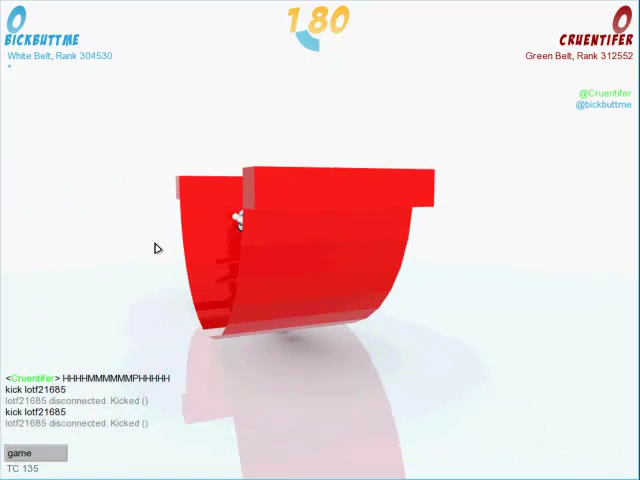 0
BICKBUTTME
White Belt, Rank 304530
*
180
0
CRUENTIFER
Green Belt, Rank 312552
@Cruentifer
@bickbuttme
<Cruentifer> HHHHMMMMMMPHHHHH
kick lotf21685
lotf21685 disconnected. Kicked ()
kick lotf21685
lotf21685 disconnected. Kicked ()
game
TC 135